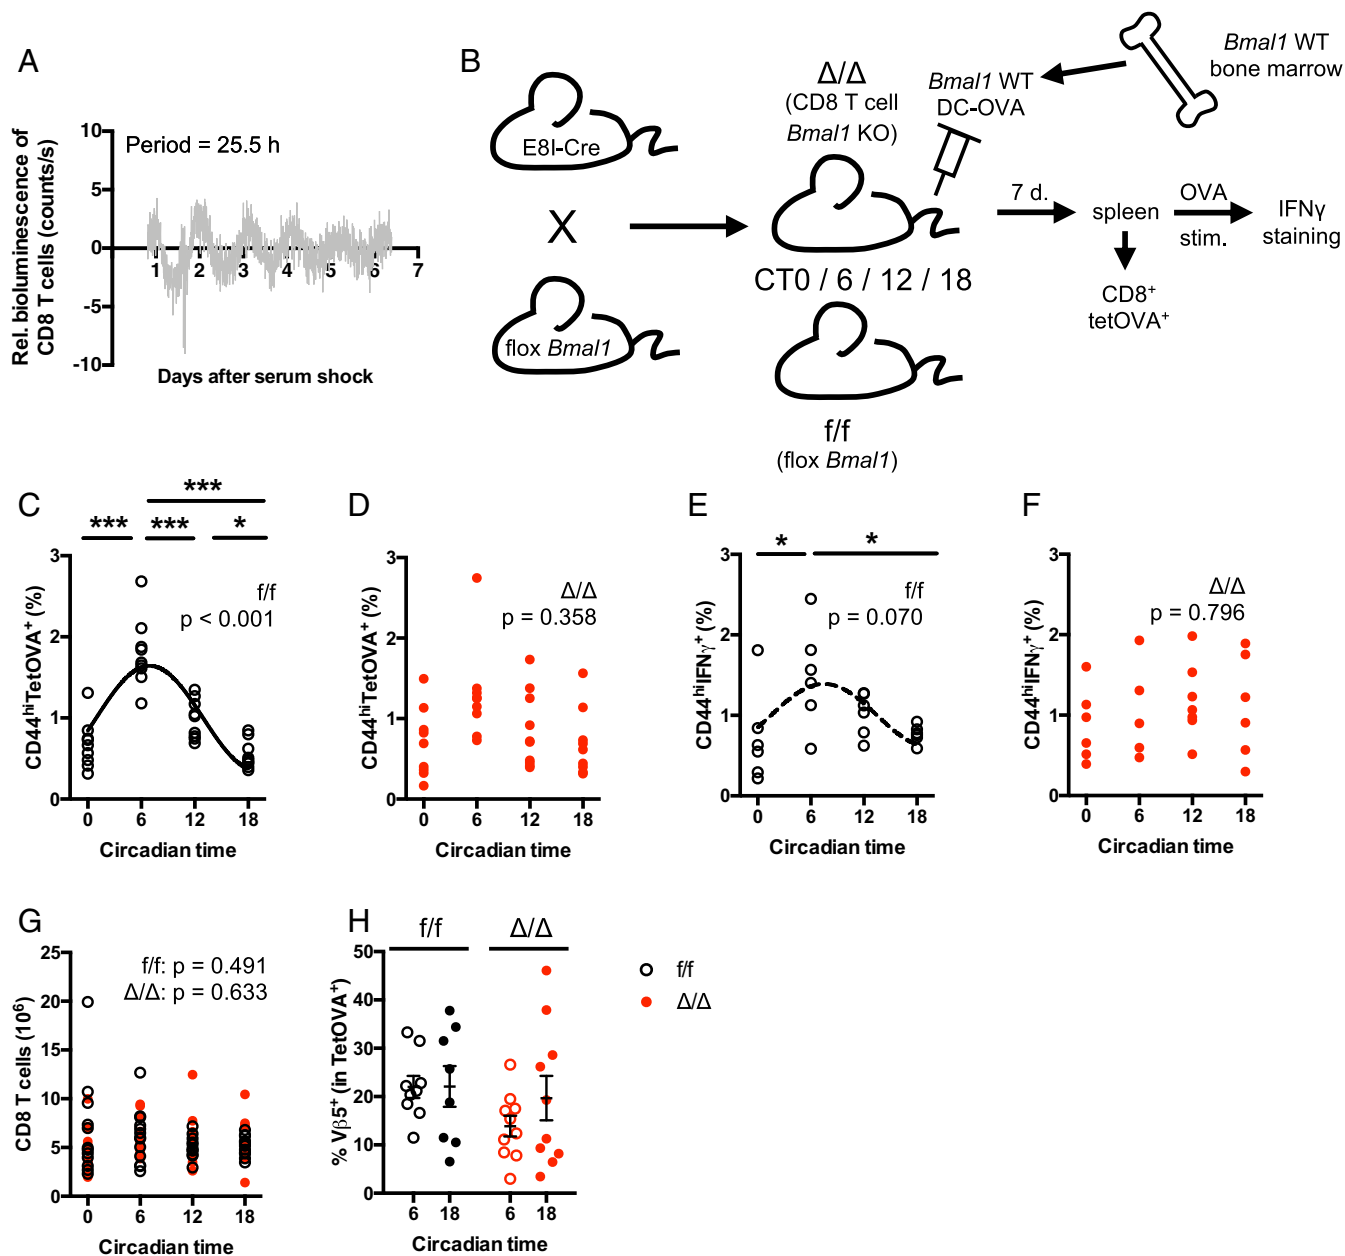 A
Period = 25.5 h
Rel. bioluminescence of
CD8 T cells (counts/s)
10
5
0
-5
-10
1 2 3 4 5 6 7
Days after serum shock
B
E8I-Cre
X
flox Bmal1
Δ/Δ
(CD8 T cell
Bmal1 KO)
CT0 / 6 / 12 / 18
f/f
(flox Bmal1)
Bmal1 WT
DC-OVA
Bmal1 WT
bone marrow
7 d.
spleen
OVA
stim.
IFNγ
staining
CD8⁺
tetOVA⁺
C
***
*** *** *
f/f
p < 0.001
CD44ʰⁱTetOVA⁺ (%)
3
2
1
0
0 6 12 18
Circadian time
D
Δ/Δ
p = 0.358
CD44ʰⁱTetOVA⁺ (%)
3
2
1
0
0 6 12 18
Circadian time
E
* *
f/f
p = 0.070
CD44ʰⁱIFNγ⁺ (%)
3
2
1
0
0 6 12 18
Circadian time
F
Δ/Δ
p = 0.796
CD44ʰⁱIFNγ⁺ (%)
3
2
1
0
0 6 12 18
Circadian time
G
f/f: p = 0.491
Δ/Δ: p = 0.633
CD8 T cells (10⁶)
25
20
15
10
5
0
0 6 12 18
Circadian time
H
f/f Δ/Δ
% Vβ5⁺ (in TetOVA⁺)
50
40
30
20
10
0
6 18 6 18
Circadian time
f/f
Δ/Δ